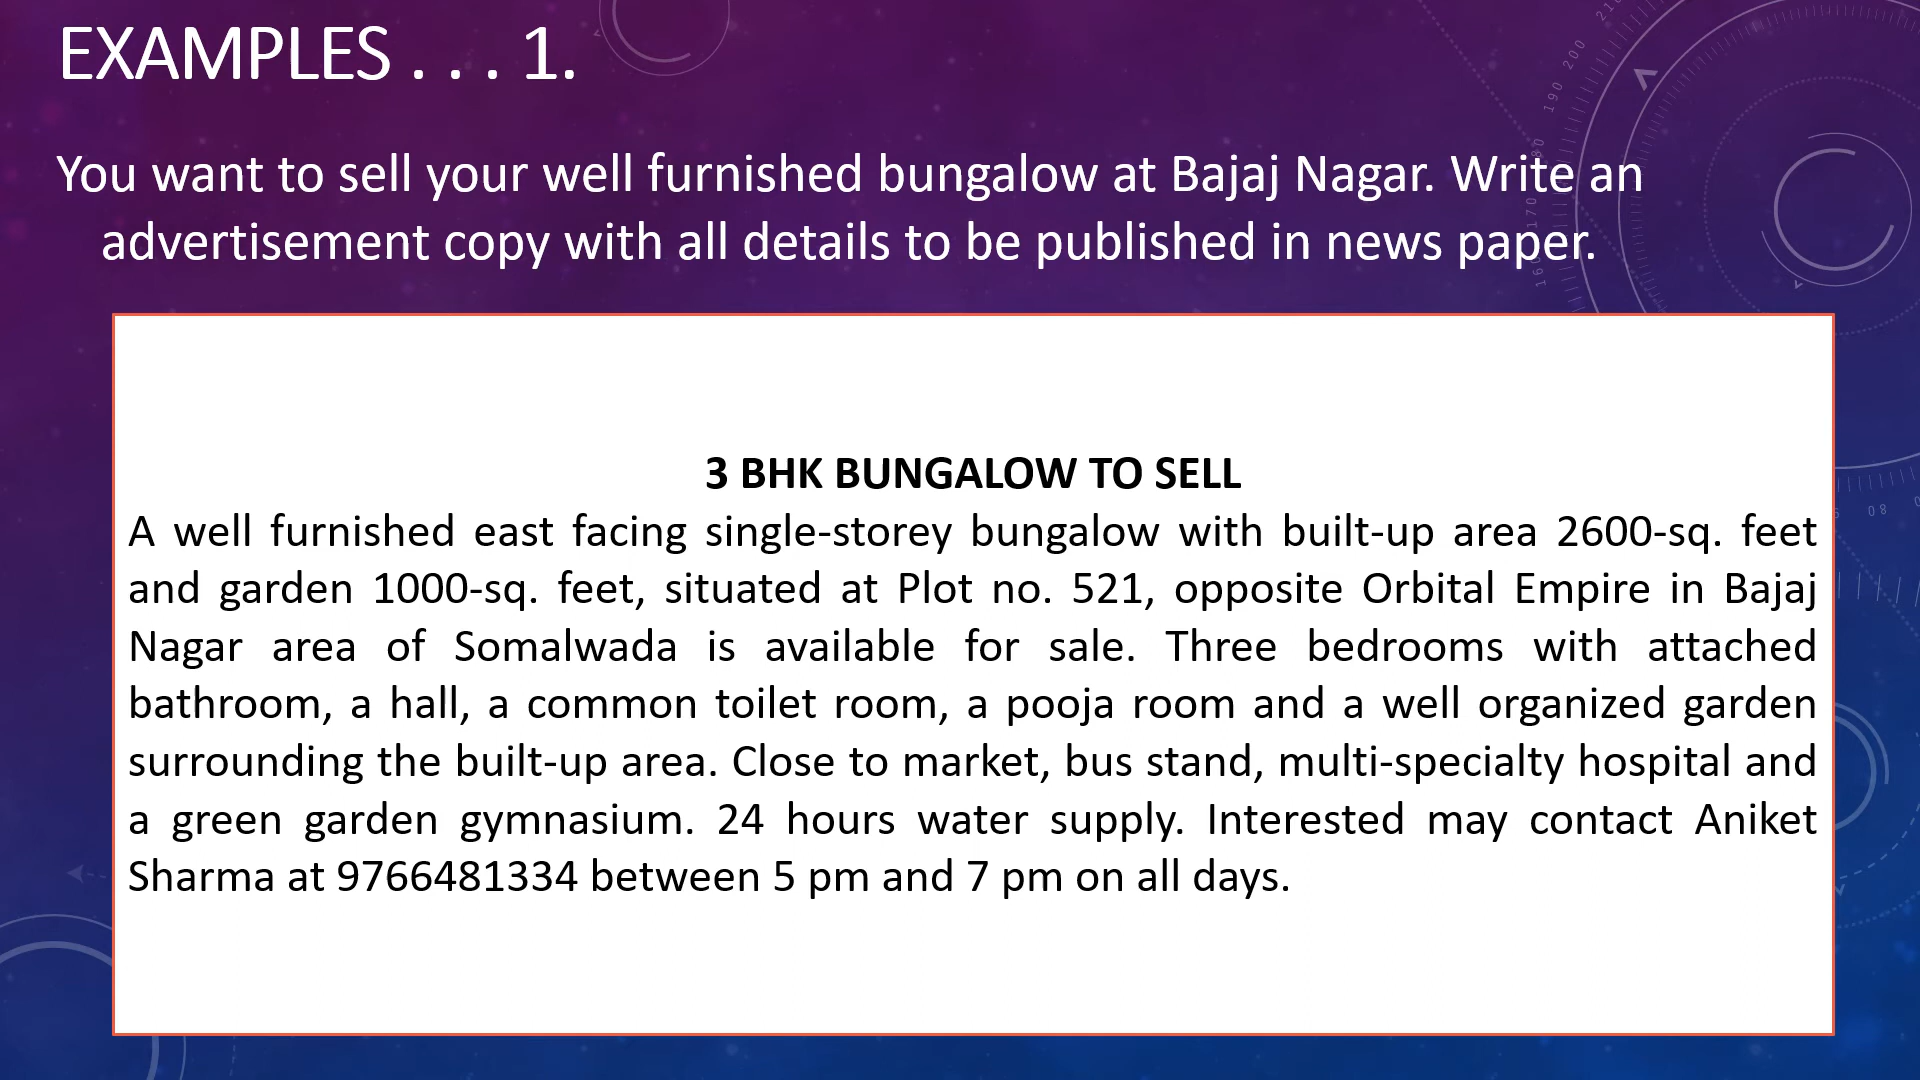 EXAMPLES . . . 1.
You want to sell your well furnished bungalow at Bajaj Nagar. Write an
advertisement copy with all details to be published in news paper.
3 BHK BUNGALOW TO SELL
A well furnished east facing single-storey bungalow with built-up area 2600-sq. feet
and garden 1000-sq. feet, situated at Plot no. 521, opposite Orbital Empire in Bajaj
Nagar area of Somalwada is available for sale. Three bedrooms with attached
bathroom, a hall, a common toilet room, a pooja room and a well organized garden
surrounding the built-up area. Close to market, bus stand, multi-specialty hospital and
a green garden gymnasium. 24 hours water supply. Interested may contact Aniket
Sharma at 9766481334 between 5 pm and 7 pm on all days.
200
190
170
80